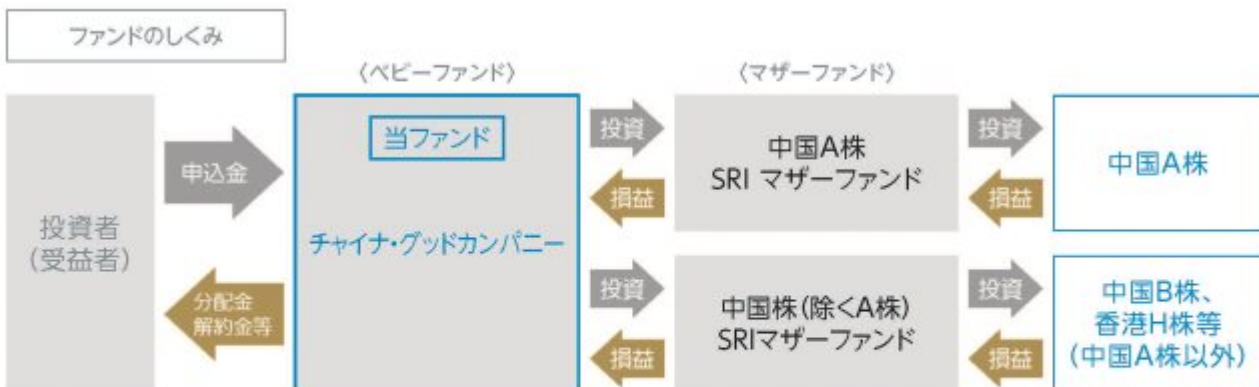 ファンドのしくみ
〈ベビーファンド〉
〈マザーファンド〉
投資者
(受益者)
申込金
分配金
解約金等
当ファンド
チャイナ・グッドカンパニー
投資
損益
中国A株
SRI マザーファンド
投資
損益
中国A株
投資
損益
中国株(除くA株)
SRIマザーファンド
投資
損益
中国B株、
香港H株等
(中国A株以外)